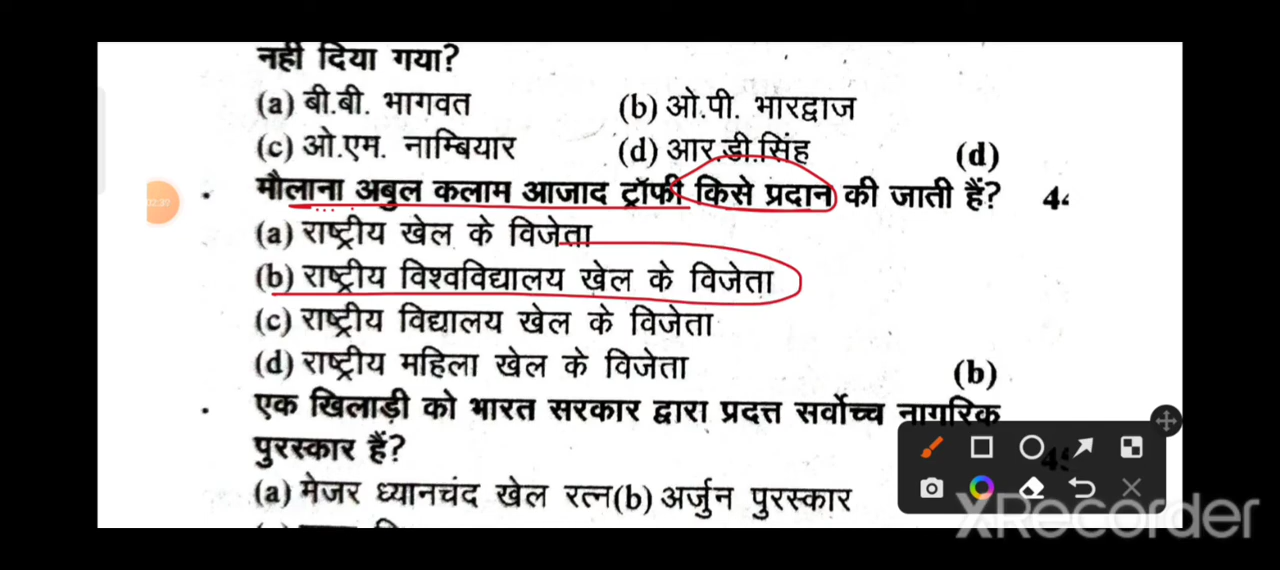 नहीं दिया गया?
(a) बी.बी. भागवत (b) ओ.पी. भारद्वाज
(c) ओ.एम. नाम्बियार (d) आर.डी.सिंह (d)
मौलाना अबुल कलाम आजाद ट्रॉफी किसे प्रदान की जाती हैं?
(a) राष्ट्रीय खेल के विजेता
(b) राष्ट्रीय विश्वविद्यालय खेल के विजेता
(c) राष्ट्रीय विद्यालय खेल के विजेता
(d) राष्ट्रीय महिला खेल के विजेता (b)
एक खिलाड़ी को भारत सरकार द्वारा प्रदत्त सर्वोच्च नागरिक
पुरस्कार हैं?
(a) मेजर ध्यानचंद खेल रत्न(b) अर्जुन पुरस्कार
XRecorder